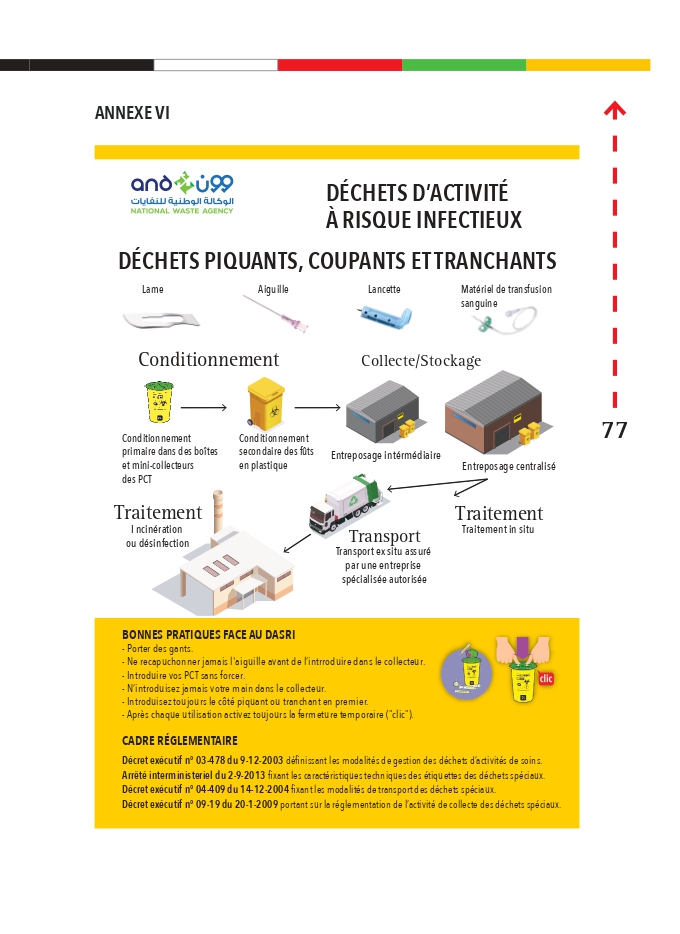 ANNEXE VI
and وون
الوكالة الوطنية للنفايات
NATIONAL WASTE AGENCY
DÉCHETS D'ACTIVITÉ
À RISQUE INFECTIEUX
DÉCHETS PIQUANTS, COUPANTS ET TRANCHANTS
Lame
Aiguille
Lancette
Matériel de transfusion
sanguine
Conditionnement
Collecte/Stockage
Conditionnement
primaire dans des boîtes
et mini-collecteurs
des PCT
Conditionnement
secondaire des fûts
en plastique
Entreposage intérmédiaire
Entreposage centralisé
77
Traitement
Incinération
ou désinfection
Transport
Transport ex situ assuré
par une entreprise
spécialisée autorisée
Traitement
Traitement in situ
BONNES PRATIQUES FACE AU DASRI
- Porter des gants.
- Ne recapuchonner jamais l'aiguille avant de l'introduire dans le collecteur.
- Introduire vos PCT sans forcer.
- N'introduisez jamais votre main dans le collecteur.
- Introduisez toujours le côté piquant ou tranchant en premier.
- Après chaque utilisation activez toujours la fermeture temporaire ("clic").
clic
CADRE RÉGLEMENTAIRE
Décret exécutif nº 03-478 du 9-12-2003 définissant les modalités de gestion des déchets d'activités de soins.
Arrêté interministeriel du 2-9-2013 fixant les caractéristiques techniques des étiquettes des déchets spéciaux.
Décret exécutif nº 04-409 du 14-12-2004 fixant les modalités de transport des déchets spéciaux.
Décret exécutif nº 09-19 du 20-1-2009 portant sur la réglementation de l'activité de collecte des déchets spéciaux.